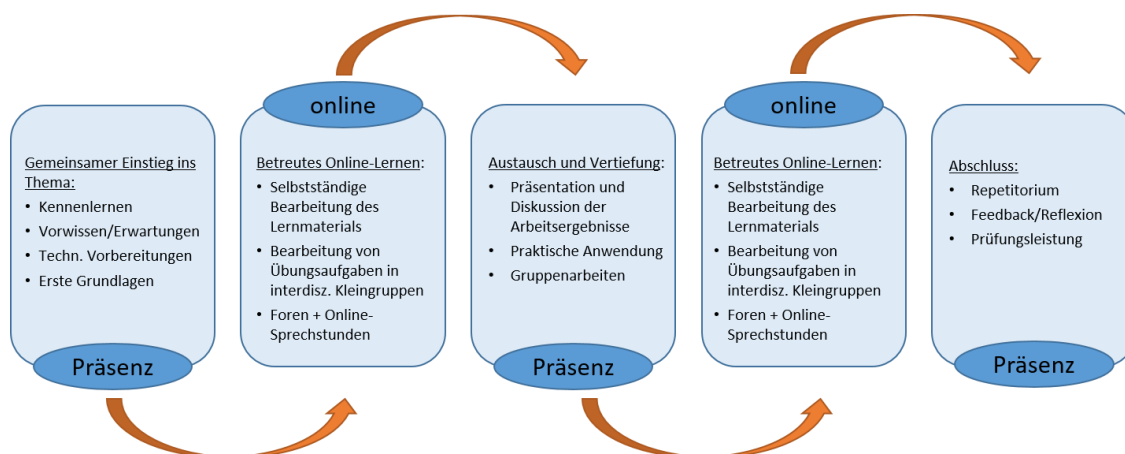 Gemeinsamer Einstieg ins
Thema:
• Kennenlernen
• Vorwissen/Erwartungen
• Techn. Vorbereitungen
• Erste Grundlagen
Präsenz
online
Betreutes Online-Lernen:
• Selbstständige
Bearbeitung des
Lernmaterials
• Bearbeitung von
Übungsaufgaben in
interdisz. Kleingruppen
• Foren + Online-
Sprechstunden
Austausch und Vertiefung:
• Präsentation und
Diskussion der
Arbeitsergebnisse
• Praktische Anwendung
• Gruppenarbeiten
Präsenz
online
Betreutes Online-Lernen:
• Selbstständige
Bearbeitung des
Lernmaterials
• Bearbeitung von
Übungsaufgaben in
interdisz. Kleingruppen
• Foren + Online-
Sprechstunden
Abschluss:
• Repetitorium
• Feedback/Reflexion
• Prüfungsleistung
Präsenz